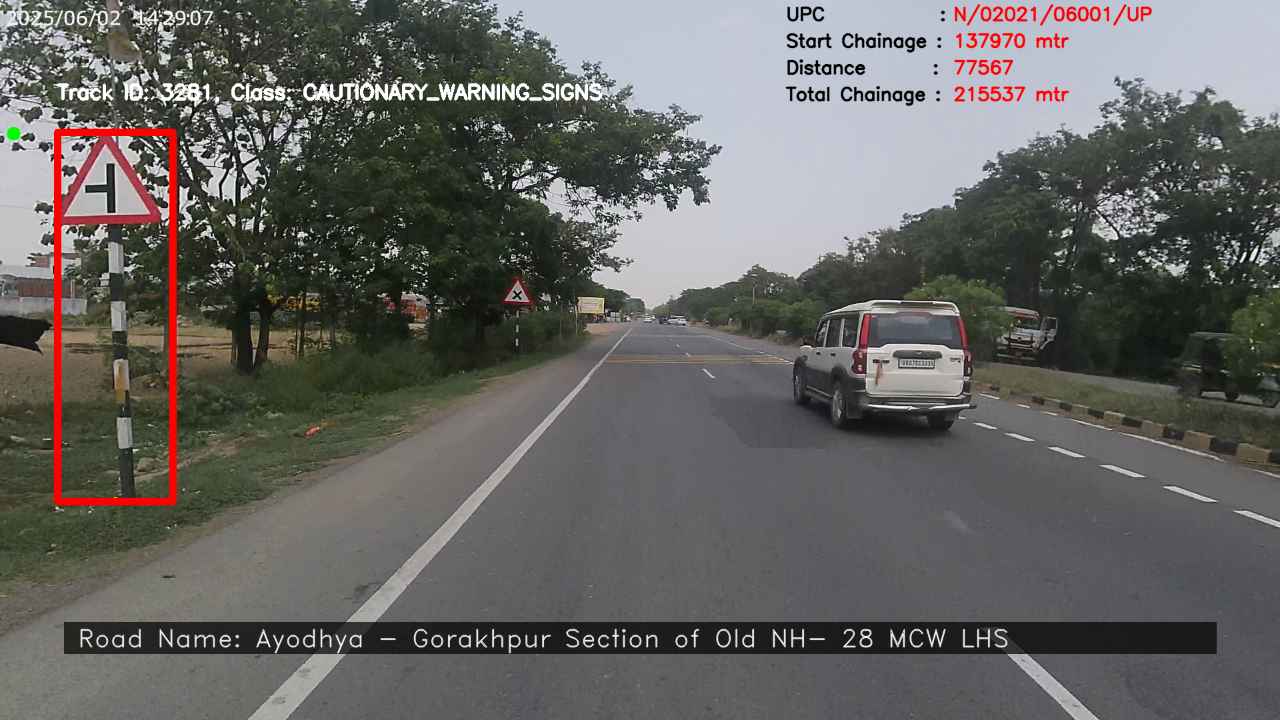 2025/06/02 14:29:07
UPC : N/02021/06001/UP
Start Chainage : 137970 mtr
Distance : 77567
Total Chainage : 215537 mtr
Track ID: 3281 Class: CAUTIONARY_WARNING_SIGNS
Road Name: Ayodhya - Gorakhpur Section of Old NH- 28 MCW LHS